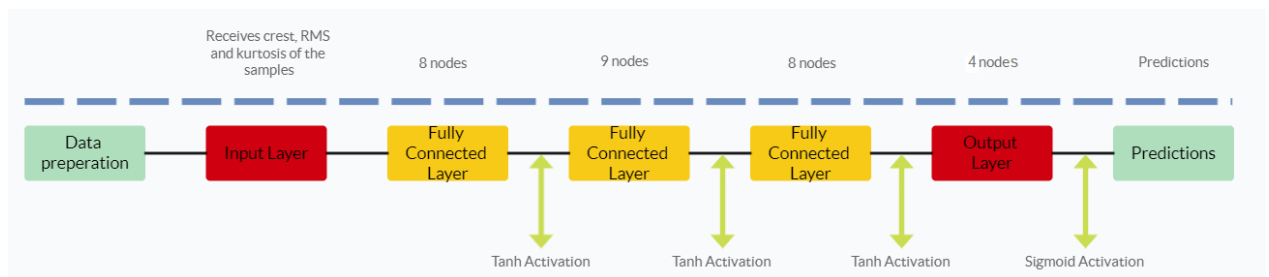 Receives crest, RMS
and kurtosis of the
samples
8 nodes
9 nodes
8 nodes
4 nodes
Predictions
Data
preperation
Input Layer
Fully
Connected
Layer
Fully
Connected
Layer
Fully
Connected
Layer
Output
Layer
Predictions
Tanh Activation
Tanh Activation
Tanh Activation
Sigmoid Activation